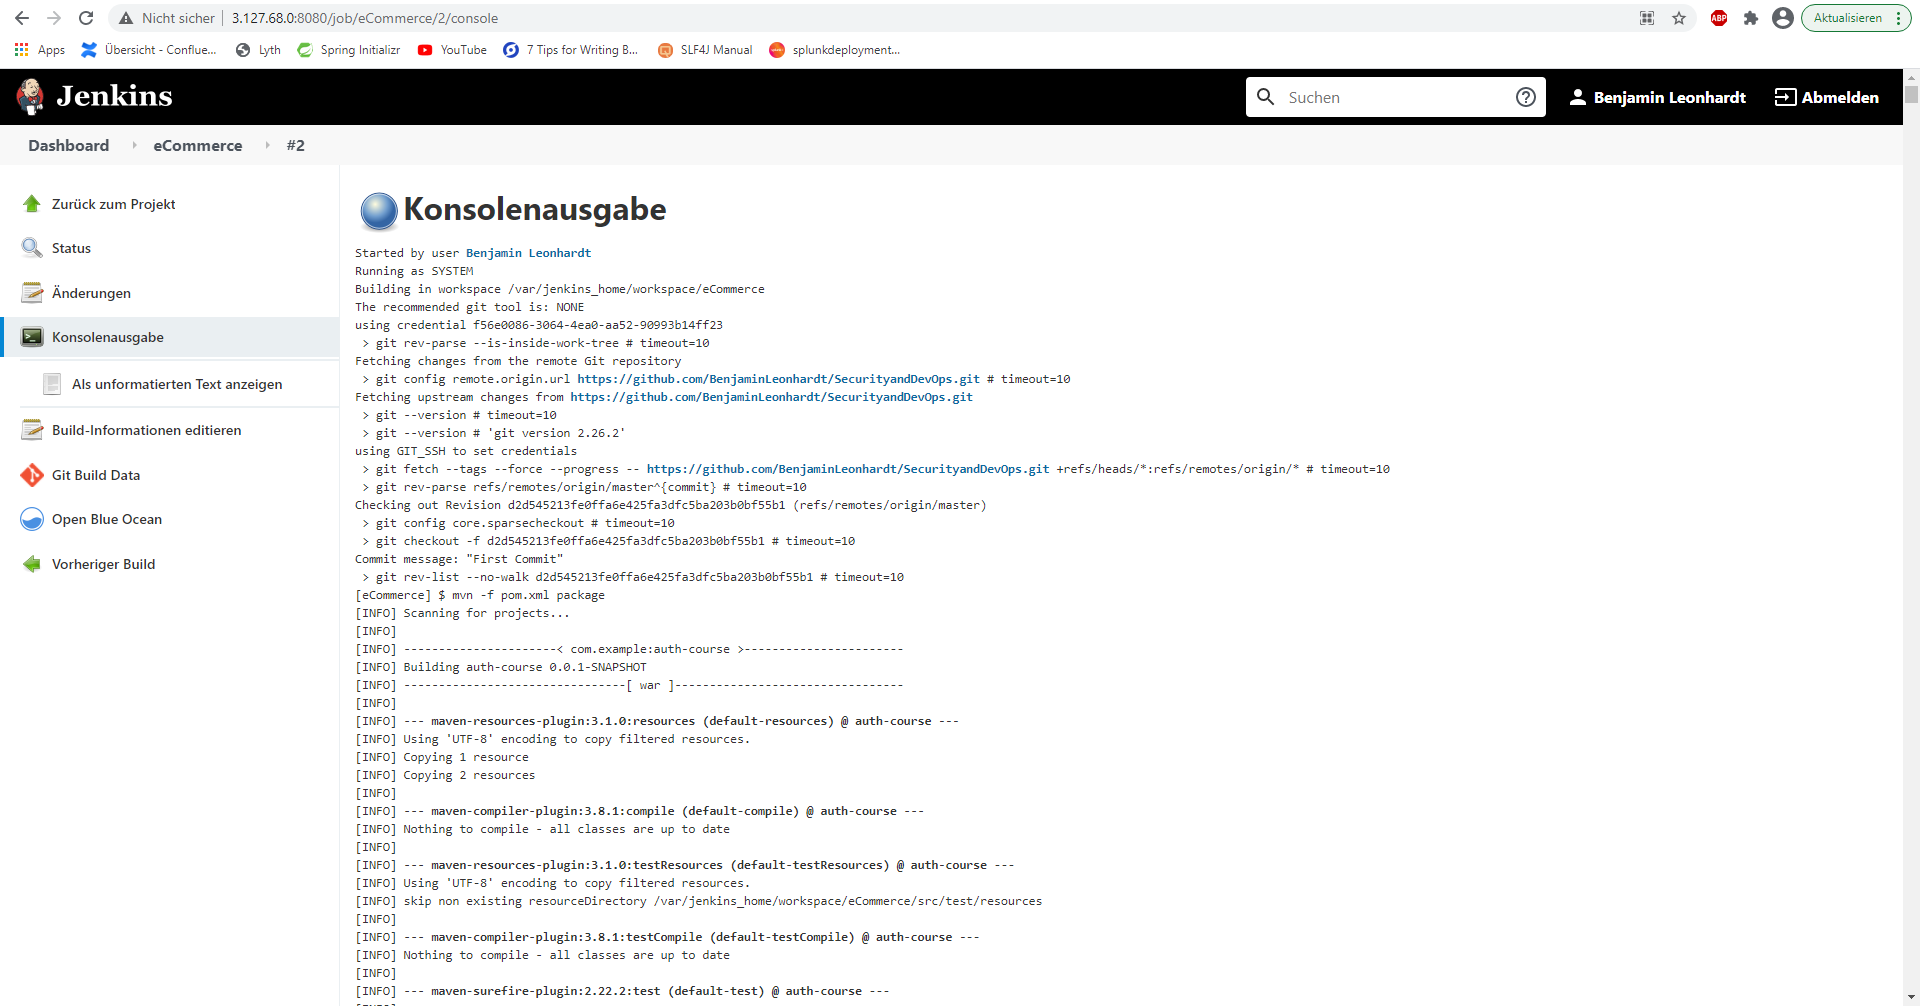 Nicht sicher | 3.127.68.0:8080/job/eCommerce/2/console
ABP
Aktualisieren
Apps
Übersicht - Conflue...
Lyth
Spring Initializr
YouTube
7 Tips for Writing B...
SLF4J Manual
splunkdeployment...
Jenkins
Suchen
Benjamin Leonhardt
Abmelden
Dashboard
eCommerce
#2
Zurück zum Projekt
Status
Änderungen
Konsolenausgabe
Als unformatierten Text anzeigen
Build-Informationen editieren
Git Build Data
Open Blue Ocean
Vorheriger Build
Konsolenausgabe
Started by user Benjamin Leonhardt
Running as SYSTEM
Building in workspace /var/jenkins_home/workspace/eCommerce
The recommended git tool is: NONE
using credential f56e0086-3064-4ea0-aa52-90993b14ff23
> git rev-parse --is-inside-work-tree # timeout=10
Fetching changes from the remote Git repository
> git config remote.origin.url https://github.com/BenjaminLeonhardt/SecurityandDevOps.git # timeout=10
Fetching upstream changes from https://github.com/BenjaminLeonhardt/SecurityandDevOps.git
> git --version # timeout=10
> git --version # 'git version 2.26.2'
using GIT_SSH to set credentials
> git fetch --tags --force --progress -- https://github.com/BenjaminLeonhardt/SecurityandDevOps.git +refs/heads/*:refs/remotes/origin/* # timeout=10
> git rev-parse refs/remotes/origin/master^{commit} # timeout=10
Checking out Revision d2d545213fe0ffa6e425fa3dfc5ba203b0bf55b1 (refs/remotes/origin/master)
> git config core.sparsecheckout # timeout=10
> git checkout -f d2d545213fe0ffa6e425fa3dfc5ba203b0bf55b1 # timeout=10
Commit message: "First Commit"
> git rev-list --no-walk d2d545213fe0ffa6e425fa3dfc5ba203b0bf55b1 # timeout=10
[eCommerce] $ mvn -f pom.xml package
[INFO] Scanning for projects...
[INFO]
[INFO] ----------------------< com.example:auth-course >-----------------------
[INFO] Building auth-course 0.0.1-SNAPSHOT
[INFO] --------------------------------[ war ]---------------------------------
[INFO]
[INFO] --- maven-resources-plugin:3.1.0:resources (default-resources) @ auth-course ---
[INFO] Using 'UTF-8' encoding to copy filtered resources.
[INFO] Copying 1 resource
[INFO] Copying 2 resources
[INFO]
[INFO] --- maven-compiler-plugin:3.8.1:compile (default-compile) @ auth-course ---
[INFO] Nothing to compile - all classes are up to date
[INFO]
[INFO] --- maven-resources-plugin:3.1.0:testResources (default-testResources) @ auth-course ---
[INFO] Using 'UTF-8' encoding to copy filtered resources.
[INFO] skip non existing resourceDirectory /var/jenkins_home/workspace/eCommerce/src/test/resources
[INFO]
[INFO] --- maven-compiler-plugin:3.8.1:testCompile (default-testCompile) @ auth-course ---
[INFO] Nothing to compile - all classes are up to date
[INFO]
[INFO] --- maven-surefire-plugin:2.22.2:test (default-test) @ auth-course ---